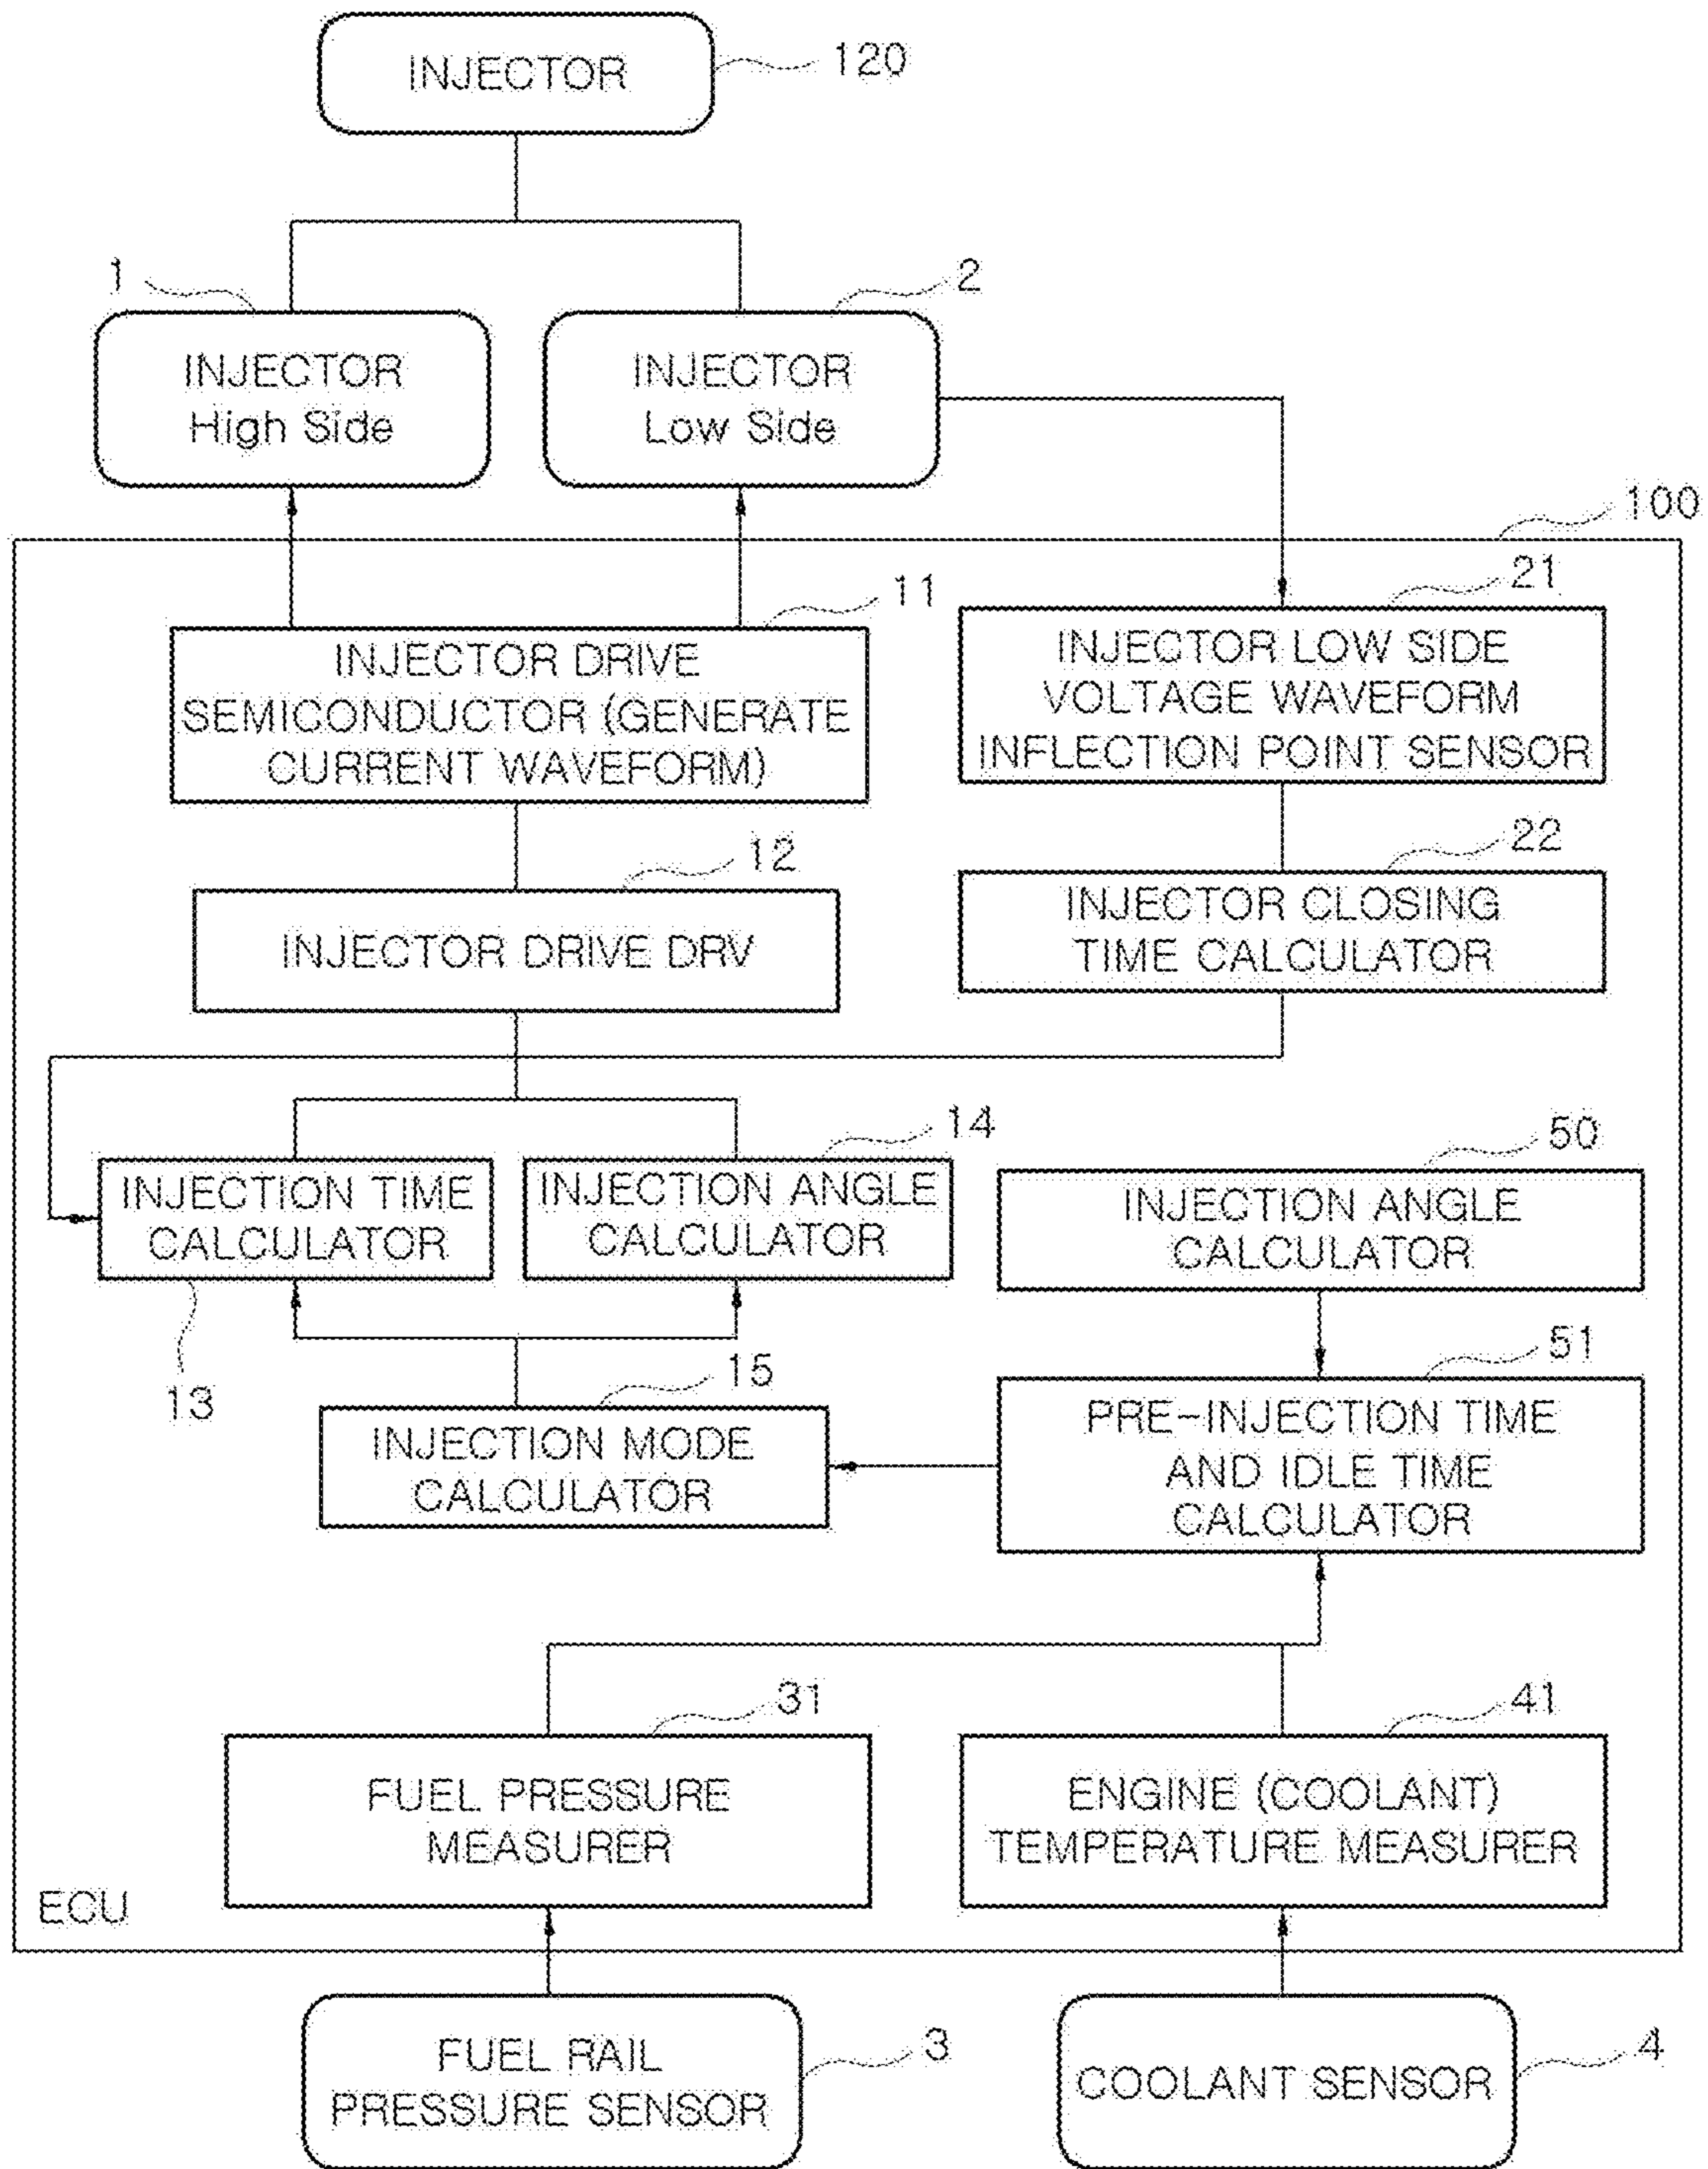 INJECTOR
120
1
2
INJECTOR
High Side
INJECTOR
Low Side
100
11
21
INJECTOR DRIVE
SEMICONDUCTOR (GENERATE
CURRENT WAVEFORM)
INJECTOR LOW SIDE
VOLTAGE WAVEFORM
INFLECTION POINT SENSOR
12
22
INJECTOR DRIVE DRV
INJECTOR CLOSING
TIME CALCULATOR
14
50
INJECTION TIME
CALCULATOR
INJECTION ANGLE
CALCULATOR
INJECTION ANGLE
CALCULATOR
13
15
51
INJECTION MODE
CALCULATOR
PRE-INJECTION TIME
AND IDLE TIME
CALCULATOR
31
41
FUEL PRESSURE
MEASURER
ENGINE (COOLANT)
TEMPERATURE MEASURER
ECU
FUEL RAIL
PRESSURE SENSOR
3
COOLANT SENSOR
4